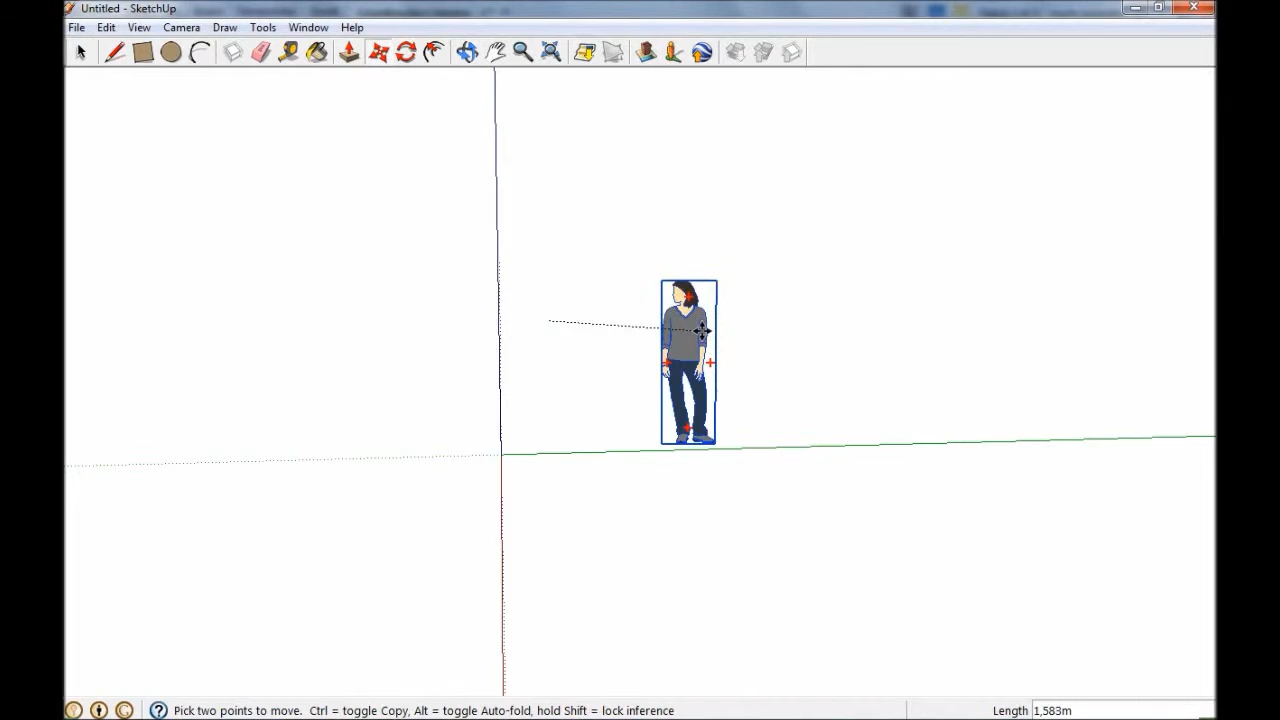 Untitled - SketchUp
File Edit View Camera Draw Tools Window Help
Pick two points to move. Ctrl = toggle Copy, Alt = toggle Auto-fold, hold Shift = lock inference
Length 1,583m